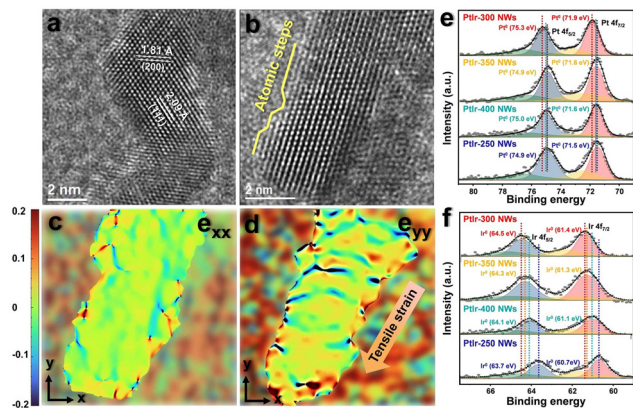 a
1.81 Å
(200)
2.09 Å
(111)
2 nm
b
Atomic steps
2 nm
c
exx
0.2
0.1
0
-0.1
-0.2
y
x
d
eyy
Tensile strain
y
x
e
PtIr-300 NWs
Pt⁰ (75.3 eV)
Pt⁰ (71.9 eV)
Pt 4f5/2
Pt 4f7/2
PtIr-350 NWs
Pt⁰ (74.9 eV)
Pt⁰ (71.6 eV)
PtIr-400 NWs
Pt⁰ (75.0 eV)
Pt⁰ (71.6 eV)
PtIr-250 NWs
Pt⁰ (74.9 eV)
Pt⁰ (71.5 eV)
Intensity (a.u.)
80 78 76 74 72 70
Binding energy
f
PtIr-300 NWs
Ir⁰ (64.5 eV)
Ir⁰ (61.4 eV)
Ir 4f5/2
Ir 4f7/2
PtIr-350 NWs
Ir⁰ (64.3 eV)
Ir⁰ (61.3 eV)
PtIr-400 NWs
Ir⁰ (64.1 eV)
Ir⁰ (61.1 eV)
PtIr-250 NWs
Ir⁰ (63.7 eV)
Ir⁰ (60.7eV)
Intensity (a.u.)
66 64 62 60
Binding energy